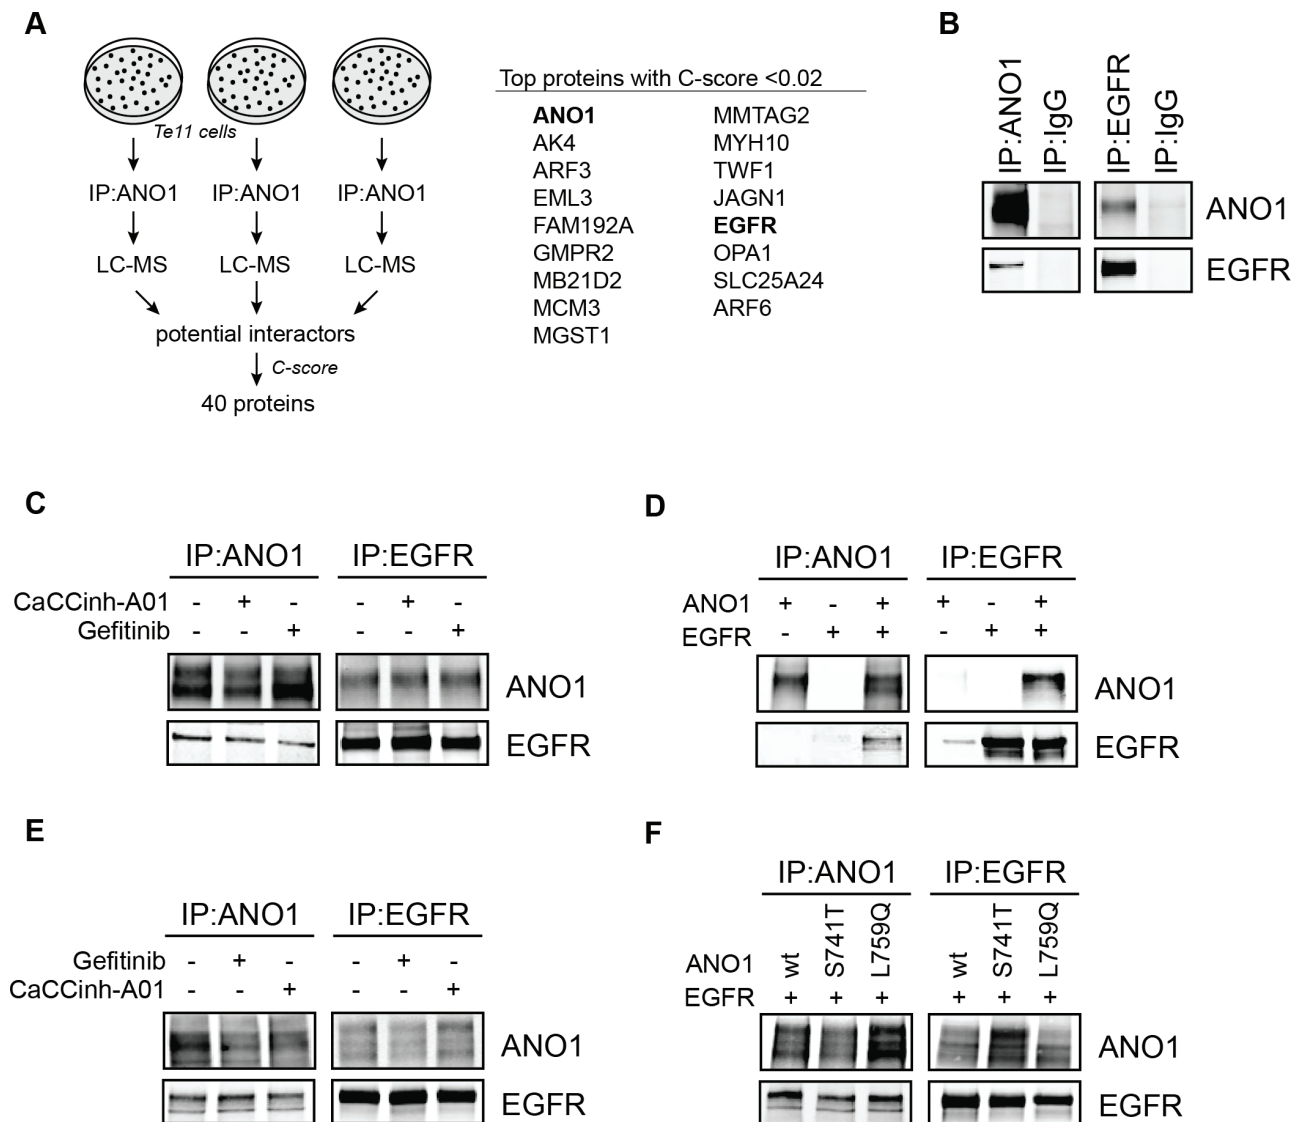 A
Te11 cells
IP:ANO1 IP:ANO1 IP:ANO1
LC-MS LC-MS LC-MS
potential interactors
C-score
40 proteins
Top proteins with C-score <0.02
ANO1 MMTAG2
AK4 MYH10
ARF3 TWF1
EML3 JAGN1
FAM192A EGFR
GMPR2 OPA1
MB21D2 SLC25A24
MCM3 ARF6
MGST1
B
IP:ANO1 IP:IgG IP:EGFR IP:IgG
ANO1
EGFR
C
IP:ANO1 IP:EGFR
CaCCinh-A01 - + - - + -
Gefitinib - - + - - +
ANO1
EGFR
D
IP:ANO1 IP:EGFR
ANO1 + - + + - +
EGFR - + + - + +
ANO1
EGFR
E
IP:ANO1 IP:EGFR
Gefitinib - + - - + -
CaCCinh-A01 - - + - - +
ANO1
EGFR
F
IP:ANO1 IP:EGFR
ANO1 wt S741T L759Q wt S741T L759Q
EGFR + + + + + +
ANO1
EGFR